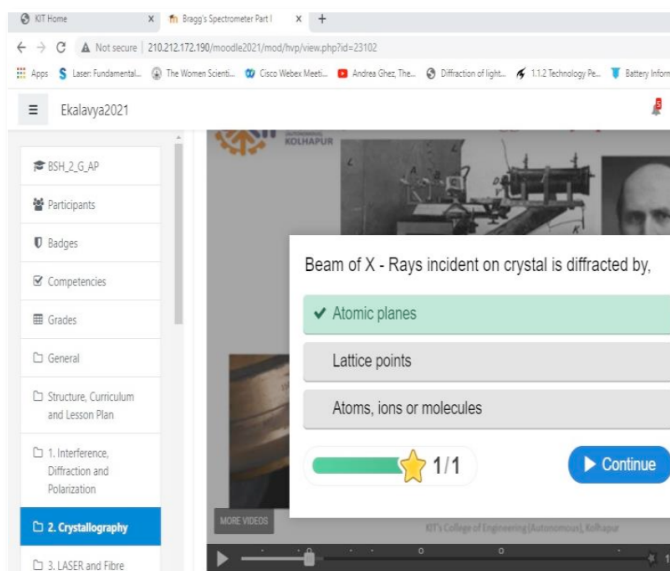 KIT Home
Bragg's Spectrometer Part I
Not secure | 210.212.172.190/moodle2021/mod/hvp/view.php?id=23102
Apps
Laser: Fundamental...
The Women Scienti...
Cisco Webex Meeti...
Andrea Ghez, The...
Diffraction of light...
1.1.2 Technology Pe...
Battery Inform
Ekalavya2021
BSH_2_G_AP
Participants
Badges
Competencies
Grades
General
Structure, Curriculum
and Lesson Plan
1. Interference,
Diffraction and
Polarization
2. Crystallography
3. LASER and Fibre
KOLHAPUR
Beam of X - Rays incident on crystal is diffracted by,
Atomic planes
Lattice points
Atoms, ions or molecules
1/1
Continue
MORE VIDEOS
KIT's College of Engineering (Autonomous), Kolhapur